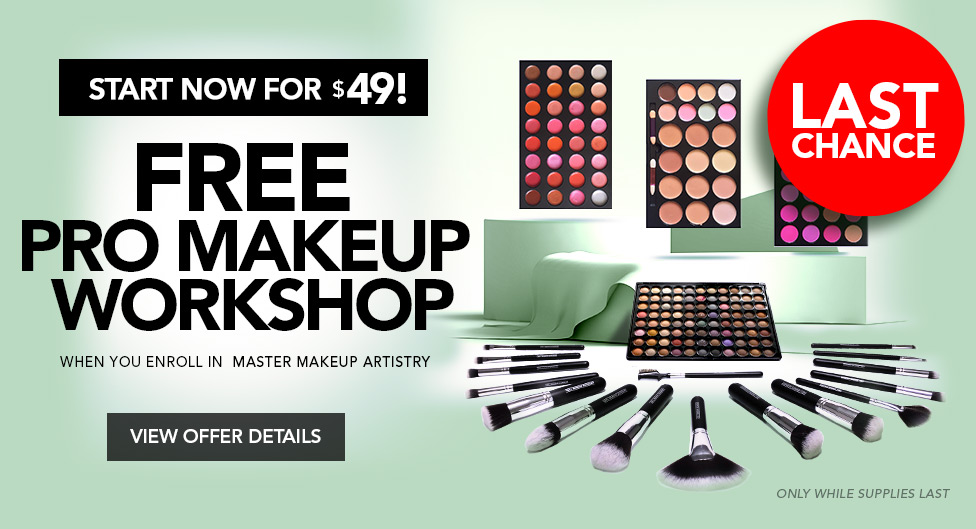 START NOW FOR $49!
FREE
PRO MAKEUP
WORKSHOP
WHEN YOU ENROLL IN MASTER MAKEUP ARTISTRY
VIEW OFFER DETAILS
LAST
CHANCE
ONLY WHILE SUPPLIES LAST